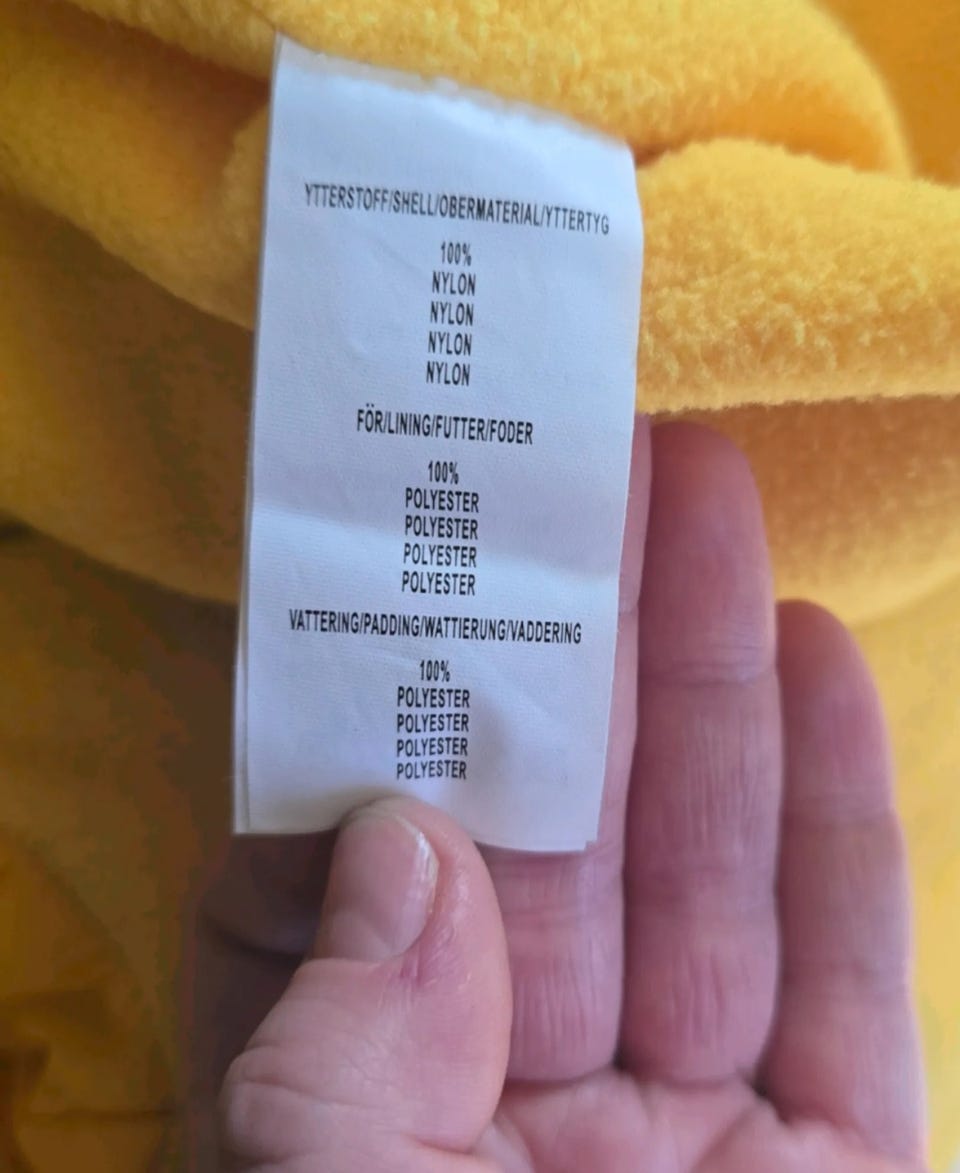 YTTERSTOFF/SHELL/OBERMATERIAL/YTTERTYG
100%
NYLON
NYLON
NYLON
NYLON
FÖR/LINING/FUTTER/FODER
100%
POLYESTER
POLYESTER
POLYESTER
POLYESTER
VATTERING/PADDING/WATTIERUNG/VADDERING
100%
POLYESTER
POLYESTER
POLYESTER
POLYESTER